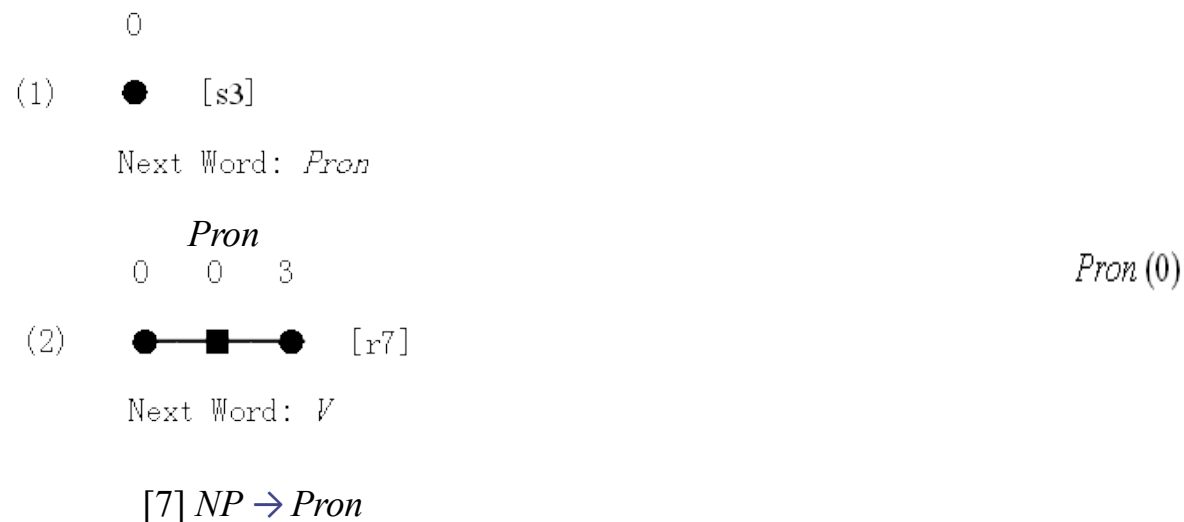 0
(1) [s3]
Next Word: Pron
Pron
0 0 3
Pron (0)
(2) [r7]
Next Word: V
[7] NP → Pron